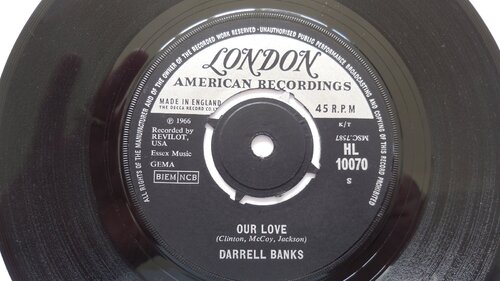 ALL RIGHTS OF THE MANUFACTURER AND OF THE OWNER OF THE RECORDED WORK RESERVED — UNAUTHORISED PUBLIC PERFORMANCE BROADCASTING AND COPYING OF THIS RECORD PROHIBITED
LONDON
AMERICAN RECORDINGS
MADE IN ENGLAND
THE DECCA RECORD CO. LTD.
45 R.P.M
K/T
MSC.7587
℗ 1966
Recorded by
REVILOT,
USA
Essex Music
GEMA
BIEM NCB
HL
10070
S
OUR LOVE
(Clinton, McCoy, Jackson)
DARRELL BANKS